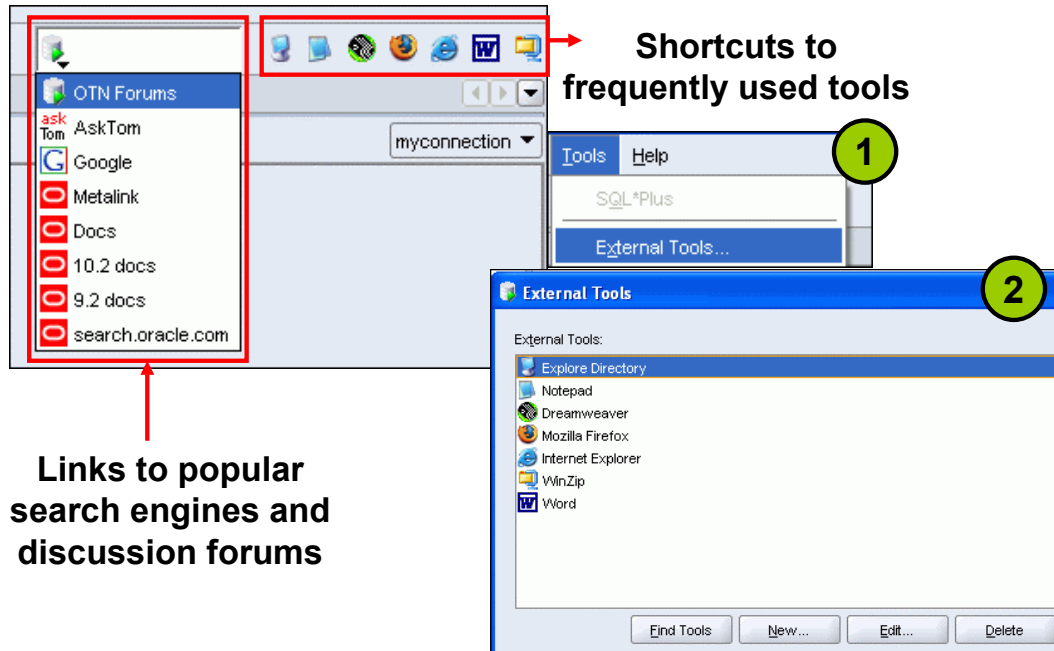 OTN Forums
ask
Tom
AskTom
G
Google
Metalink
Docs
10.2 docs
9.2 docs
search.oracle.com
W
myconnection
Shortcuts to
frequently used tools
Links to popular
search engines and
discussion forums
1
Tools Help
SQL*Plus
External Tools...
2
External Tools
External Tools:
Explore Directory
Notepad
Dreamweaver
Mozilla Firefox
Internet Explorer
WinZip
W Word
Find Tools New... Edit... Delete